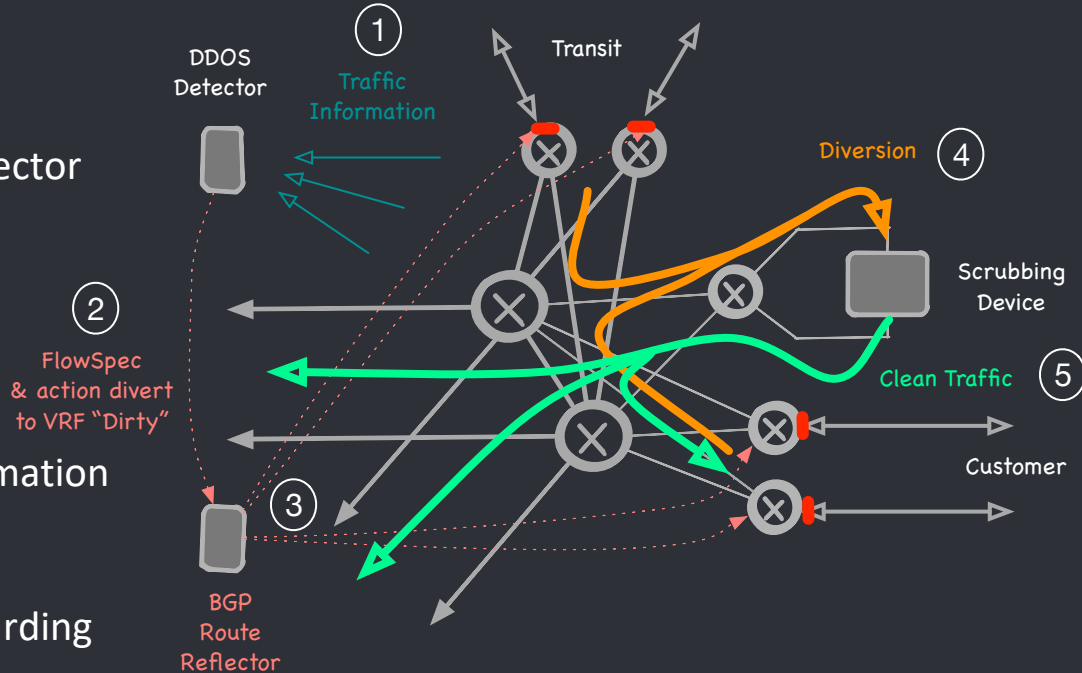 1
Transit
DDOS
Detector
Traffic
Information
ector
Diversion
4
Scrubbing
Device
2
FlowSpec
& action divert
to VRF “Dirty”
Clean Traffic
5
mation
Customer
3
BGP
Route
Reflector
rding